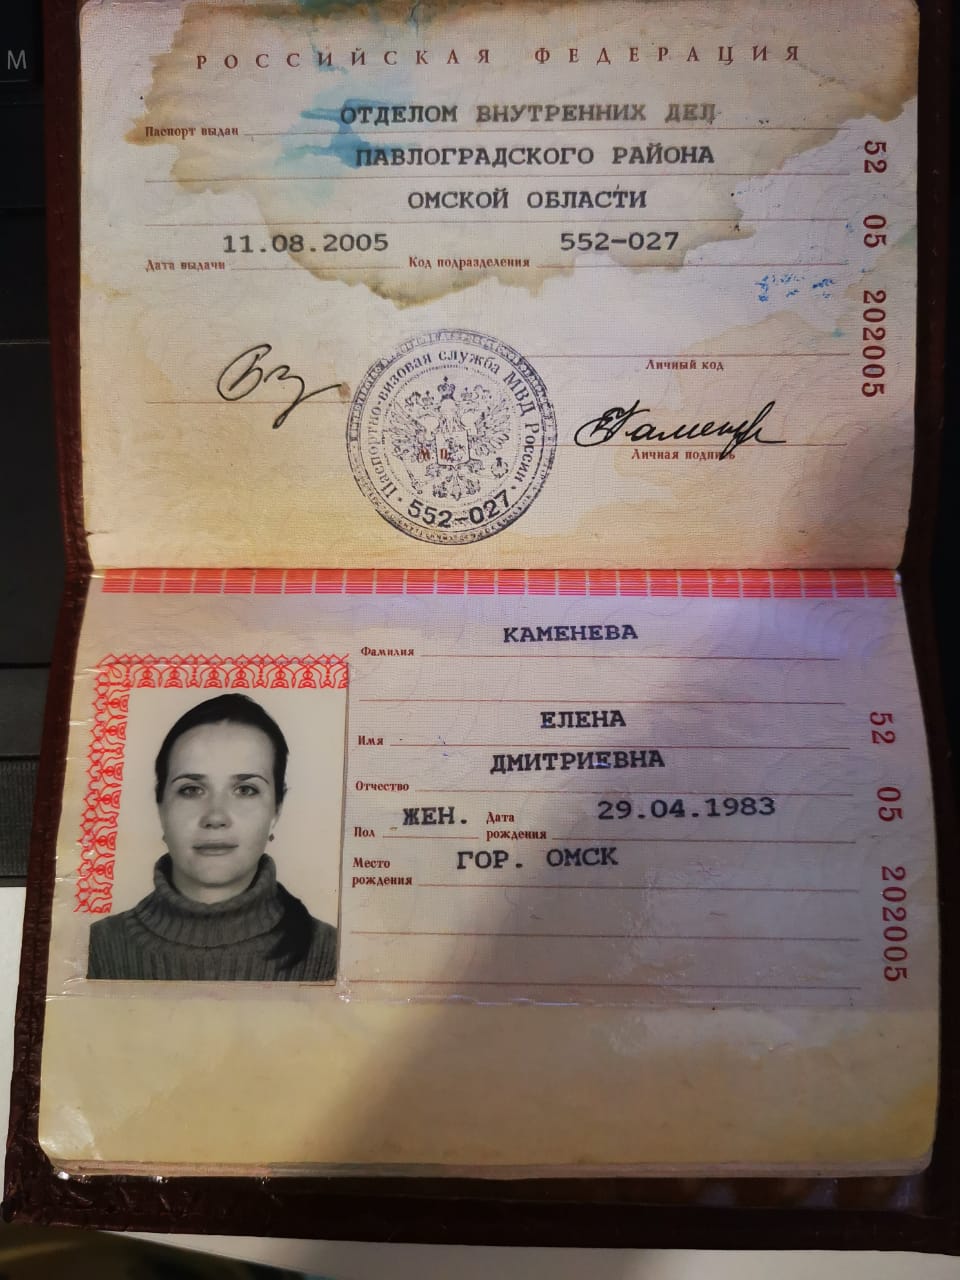 М
РОССИЙСКАЯ ФЕДЕРАЦИЯ
Паспорт выдан ОТДЕЛОМ ВНУТРЕННИХ ДЕЛ
ПАВЛОГРАДСКОГО РАЙОНА
ОМСКОЙ ОБЛАСТИ
Дата выдачи 11.08.2005 Код подразделения 552-027
Личный код
Паспортно-визовая служба МВД России
М. П.
552-027
Личная подпись
52 05 202005
Фамилия КАМЕНЕВА
Имя ЕЛЕНА
Отчество ДМИТРИЕВНА
Пол ЖЕН. Дата рождения 29.04.1983
Место рождения ГОР. ОМСК
52 05 202005